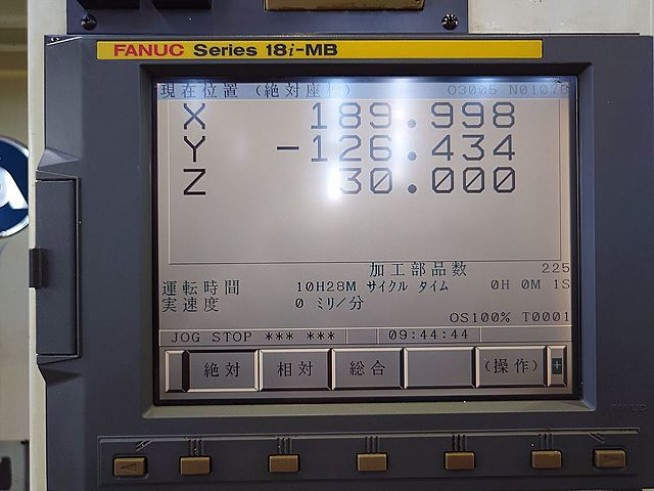 FANUC Series 18i-MB
現在位置 (絶対座標) O3005 N01078
X 189.998
Y -126.434
Z 30.000
加工部品数 225
運転時間 10H28M サイクル タイム 0H 0M 1S
実速度 0 ミリ/分
OS100% T0001
JOG STOP *** *** 09:44:44
絶対 相対 総合 (操作) +